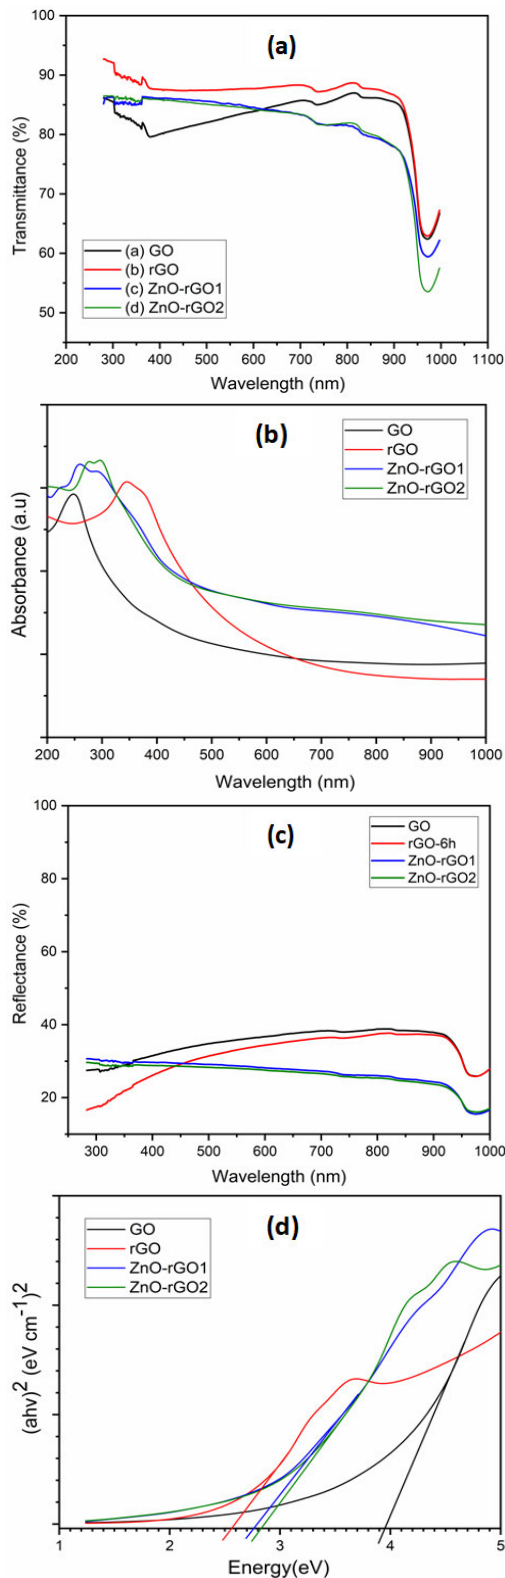 (a)
100
90
80
70
60
50
Transmittance (%)
(a) GO
(b) rGO
(c) ZnO-rGO1
(d) ZnO-rGO2
200 300 400 500 600 700 800 900 1000 1100
Wavelength (nm)
(b)
Absorbance (a.u)
GO
rGO
ZnO-rGO1
ZnO-rGO2
200 300 400 500 600 700 800 900 1000
Wavelength (nm)
(c)
100
80
60
40
20
Reflectance (%)
GO
rGO-6h
ZnO-rGO1
ZnO-rGO2
300 400 500 600 700 800 900 1000
Wavelength (nm)
(d)
(ahv)2 (eV cm-1)2
GO
rGO
ZnO-rGO1
ZnO-rGO2
1 2 3 4 5
Energy(eV)